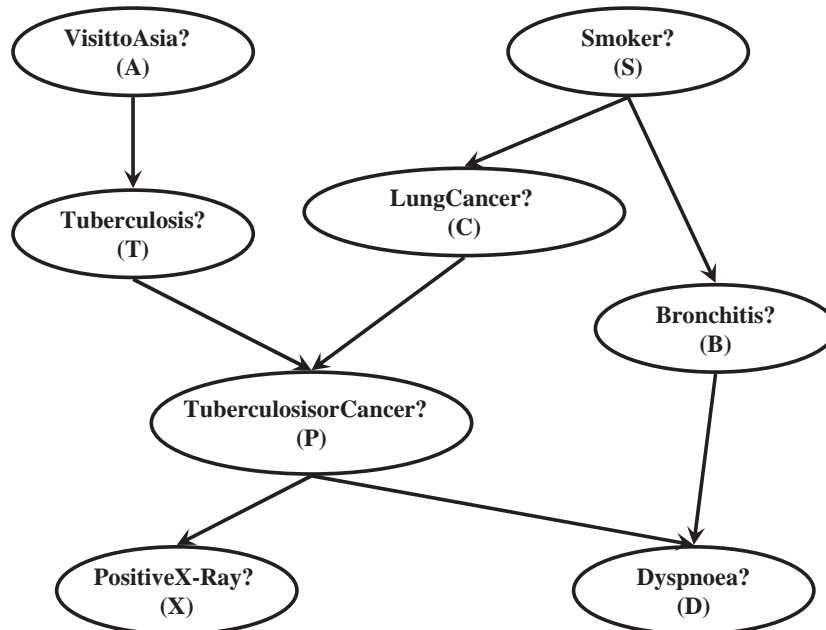 VisittoAsia?
(A)
Smoker?
(S)
LungCancer?
(C)
Tuberculosis?
(T)
Bronchitis?
(B)
TuberculosisorCancer?
(P)
PositiveX-Ray?
(X)
Dyspnoea?
(D)